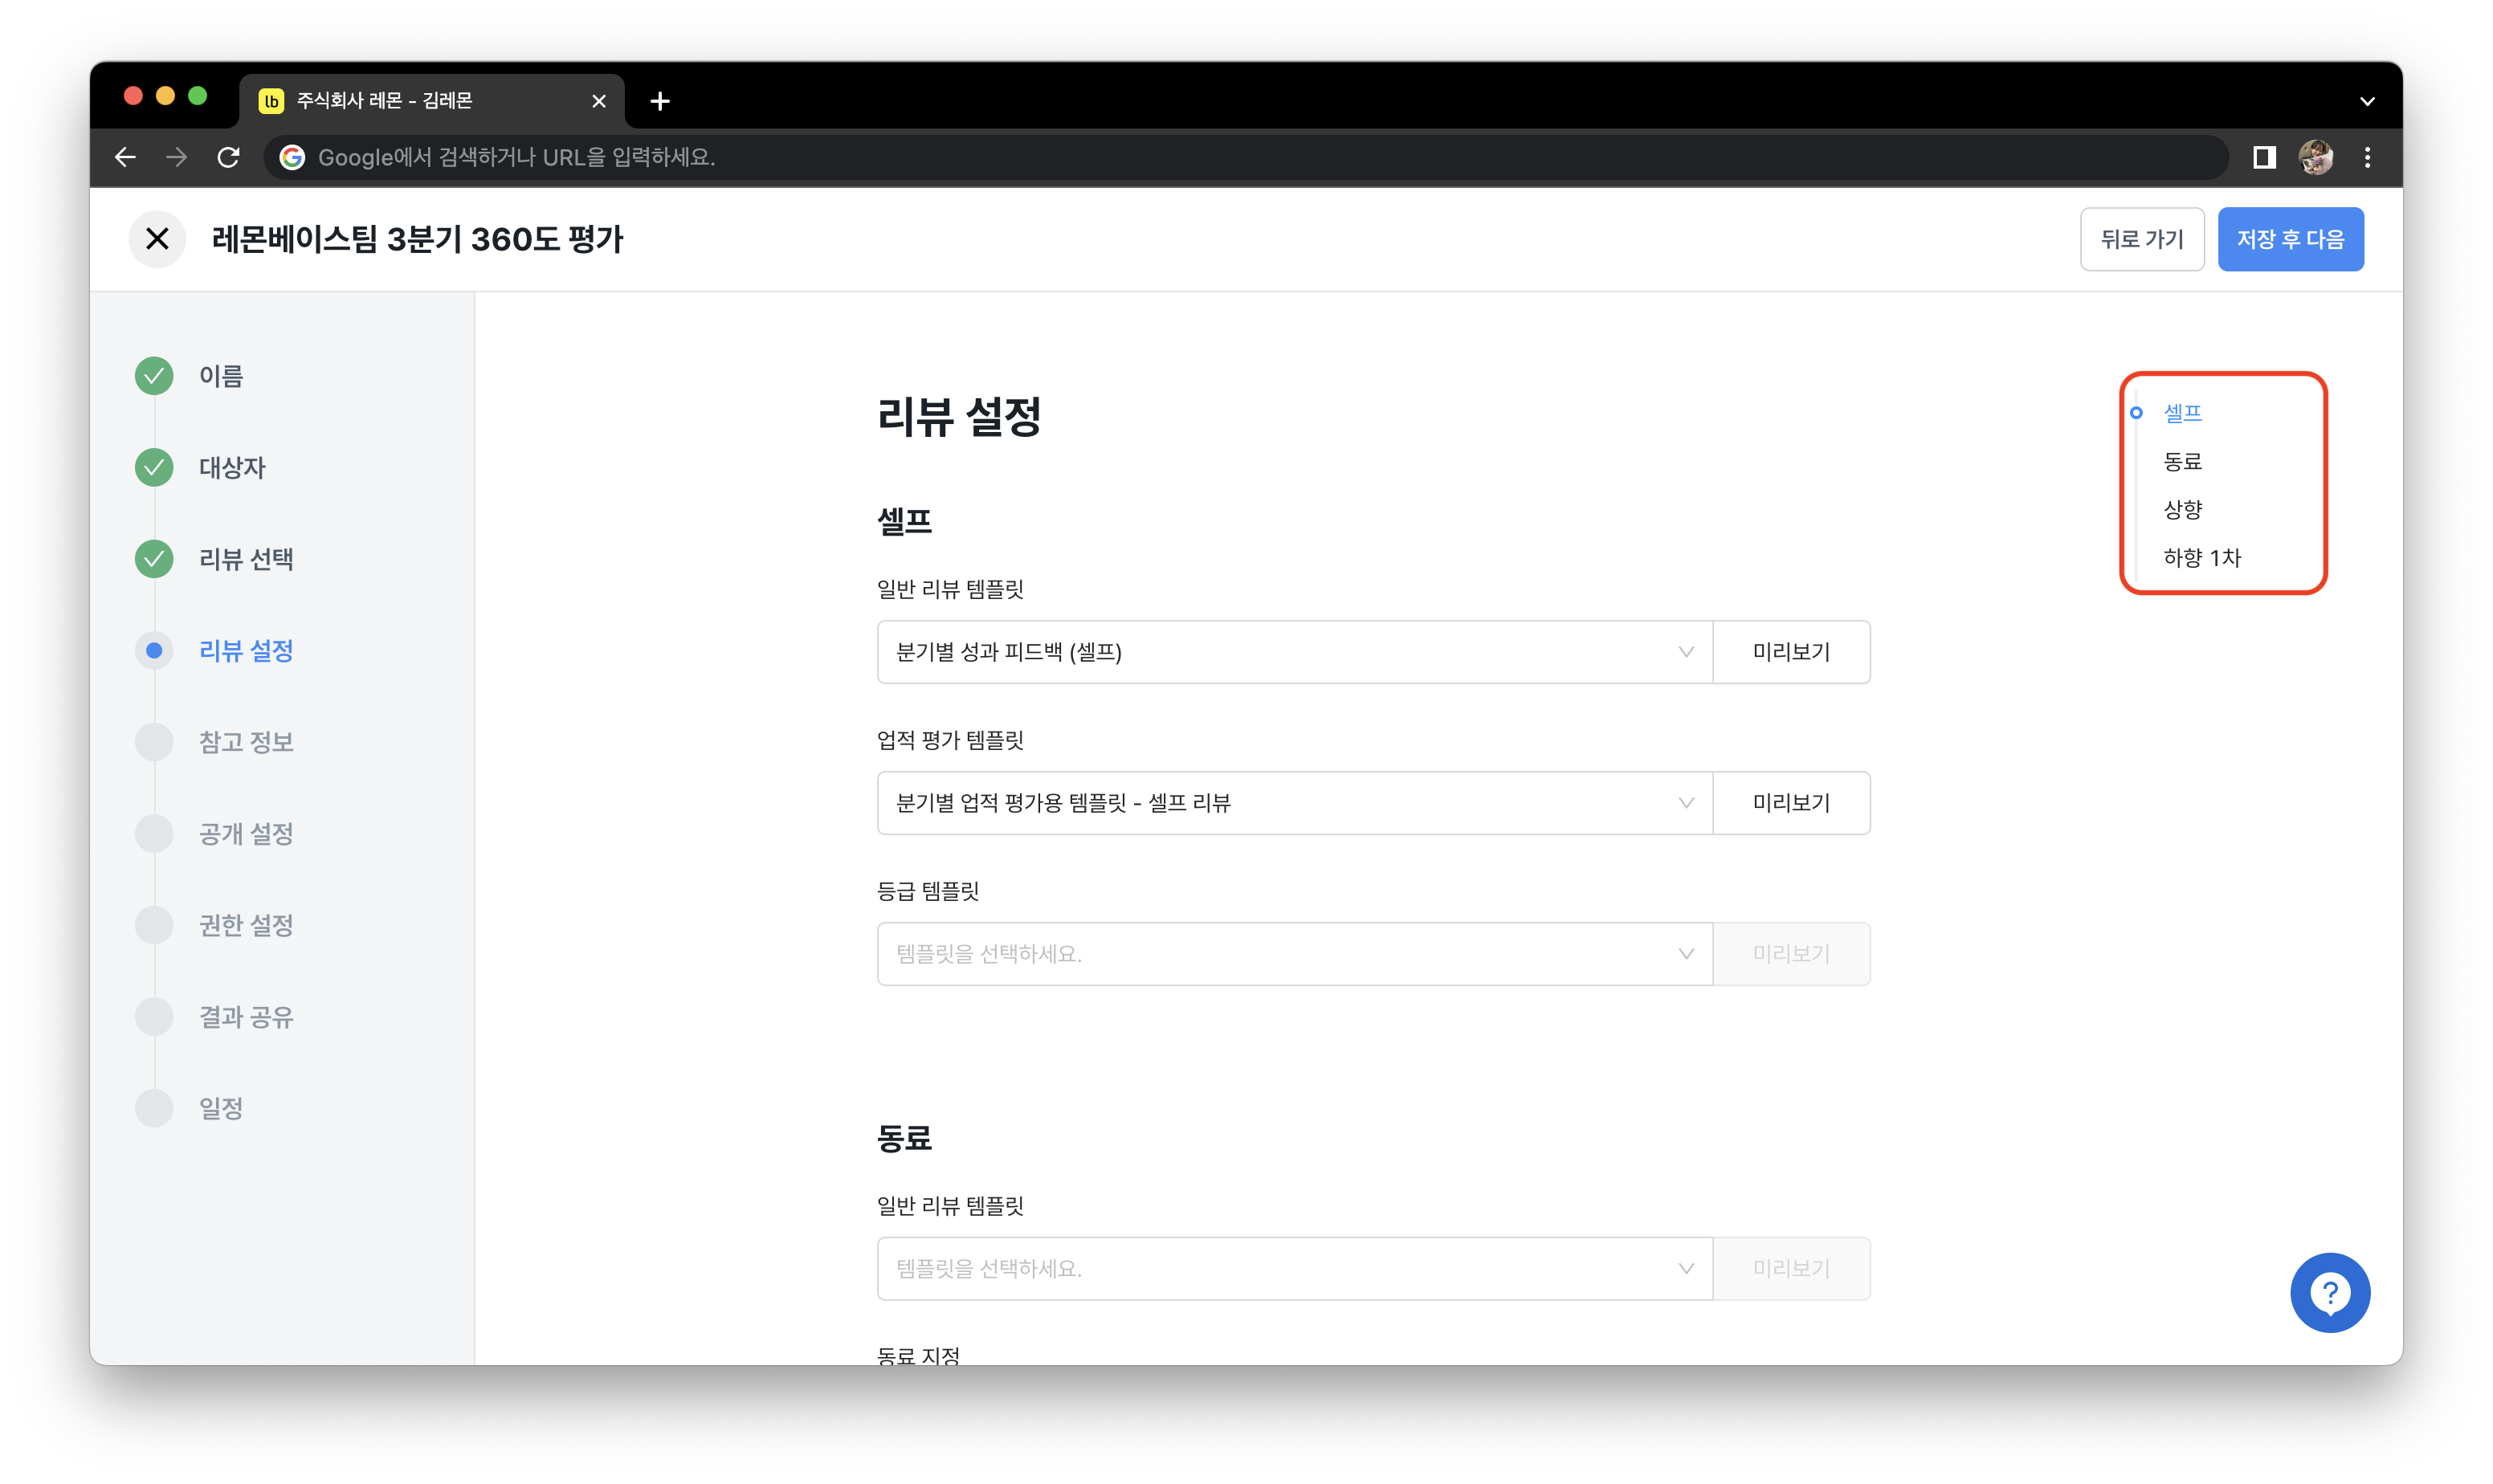 lb 주식회사 레몬 - 김레몬
Google에서 검색하거나 URL을 입력하세요.
레몬베이스팀 3분기 360도 평가
뒤로 가기
저장 후 다음
이름
대상자
리뷰 선택
리뷰 설정
참고 정보
공개 설정
권한 설정
결과 공유
일정
리뷰 설정
셀프
일반 리뷰 템플릿
분기별 성과 피드백 (셀프)
미리보기
업적 평가 템플릿
분기별 업적 평가용 템플릿 - 셀프 리뷰
미리보기
등급 템플릿
템플릿을 선택하세요.
미리보기
동료
일반 리뷰 템플릿
템플릿을 선택하세요.
미리보기
동료 지정
셀프
동료
상향
하향 1차
?